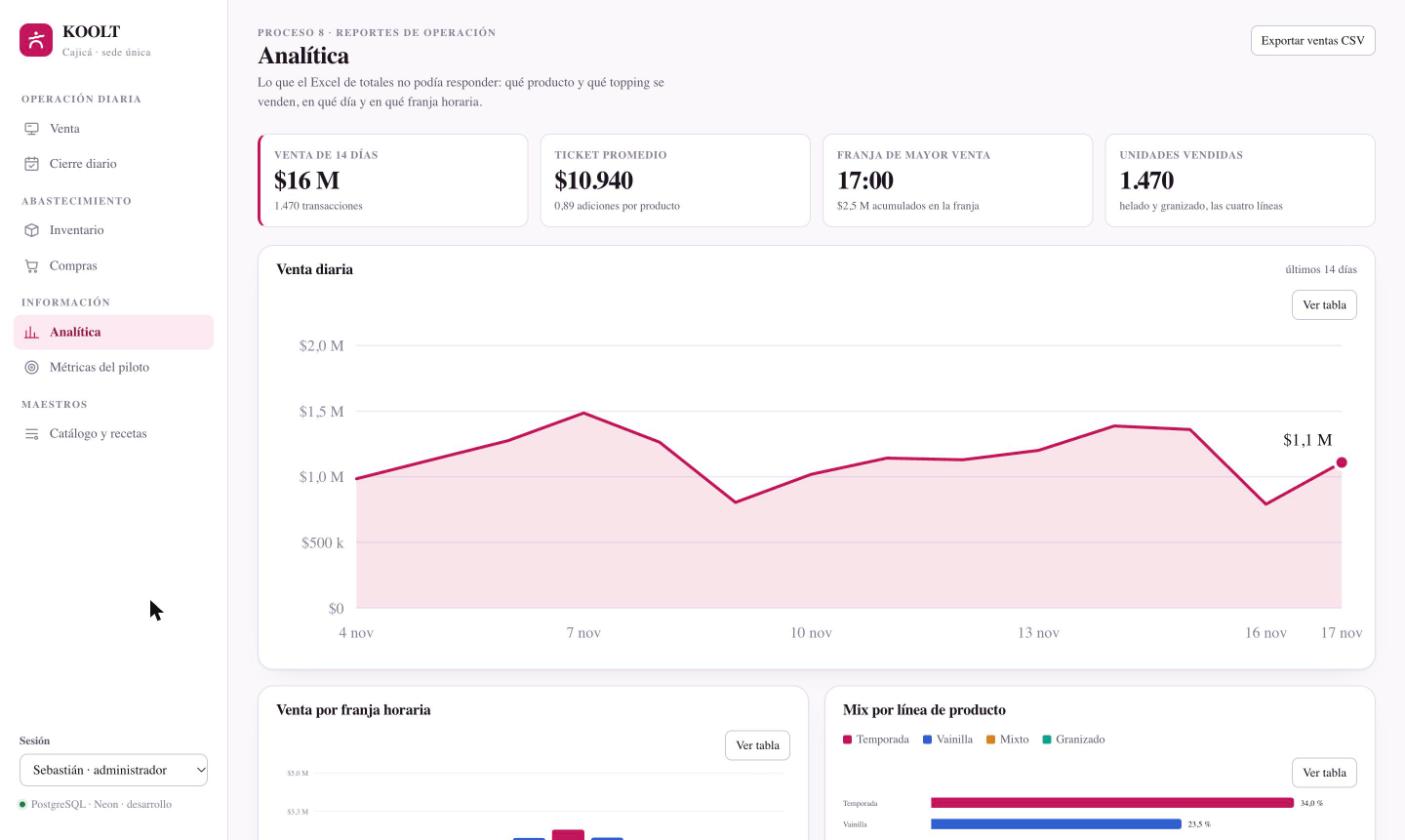 KOOLT
Cajicá · sede única
OPERACIÓN DIARIA
Venta
Cierre diario
ABASTECIMIENTO
Inventario
Compras
INFORMACIÓN
Analítica
Métricas del piloto
MAESTROS
Catálogo y recetas
Sesión
Sebastián · administrador
PostgreSQL · Neon · desarrollo
PROCESO 8 · REPORTES DE OPERACIÓN
Analítica
Lo que el Excel de totales no podía responder: qué producto y qué topping se
venden, en qué día y en qué franja horaria.
Exportar ventas CSV
VENTA DE 14 DÍAS
$16 M
1.470 transacciones
TICKET PROMEDIO
$10.940
0,89 adiciones por producto
FRANJA DE MAYOR VENTA
17:00
$2,5 M acumulados en la franja
UNIDADES VENDIDAS
1.470
helado y granizado, las cuatro líneas
Venta diaria
últimos 14 días
Ver tabla
$2,0 M
$1,5 M
$1,0 M
$500 k
$0
$1,1 M
4 nov
7 nov
10 nov
13 nov
16 nov
17 nov
Venta por franja horaria
Ver tabla
$5,0 M
$3,3 M
Mix por línea de producto
Temporada
Vainilla
Mixto
Granizado
Ver tabla
Temporada
34,0 %
Vainilla
23,5 %